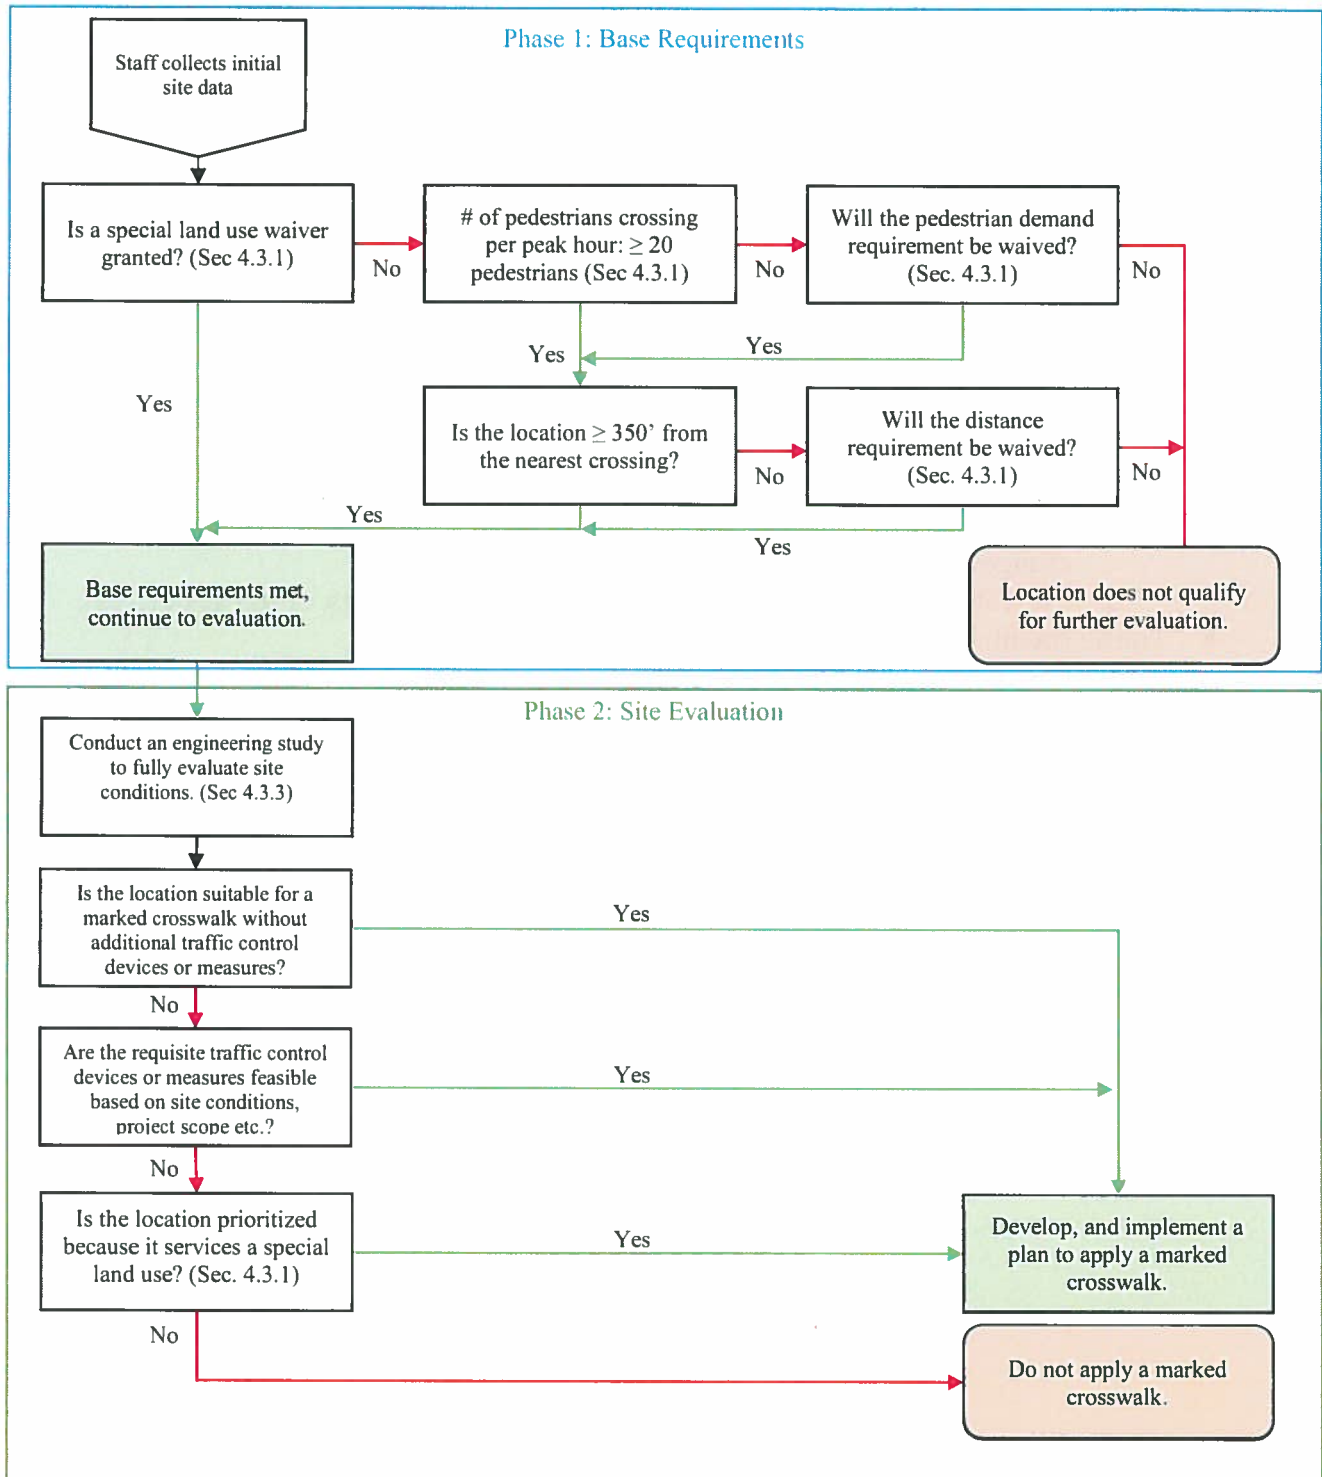 Phase 1: Base Requirements
Staff collects initial
site data
Is a special land use waiver
granted? (Sec 4.3.1)
No
# of pedestrians crossing
per peak hour: ≥ 20
pedestrians (Sec 4.3.1)
No
Will the pedestrian demand
requirement be waived?
(Sec. 4.3.1)
No
Yes
Yes
Yes
Is the location ≥ 350’ from
the nearest crossing?
No
Will the distance
requirement be waived?
(Sec. 4.3.1)
No
Yes
Yes
Base requirements met,
continue to evaluation.
Location does not qualify
for further evaluation.
Phase 2: Site Evaluation
Conduct an engineering study
to fully evaluate site
conditions. (Sec 4.3.3)
Is the location suitable for a
marked crosswalk without
additional traffic control
devices or measures?
Yes
No
Are the requisite traffic control
devices or measures feasible
based on site conditions,
project scope etc.?
Yes
No
Is the location prioritized
because it services a special
land use? (Sec. 4.3.1)
Yes
Develop, and implement a
plan to apply a marked
crosswalk.
No
Do not apply a marked
crosswalk.